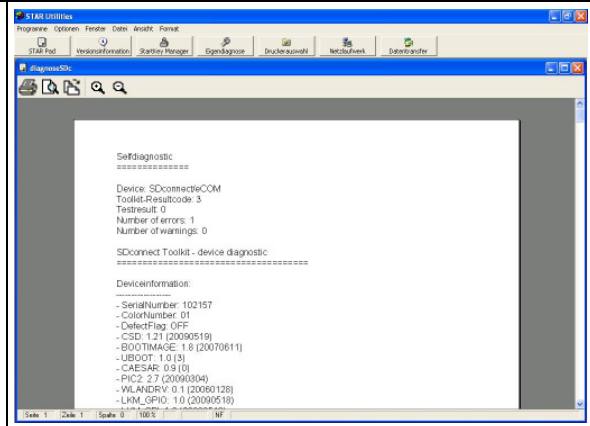 STAR Utilities
Programme Optionen Fenster Datei Ansicht Format
STAR Pad Versionsinformation StartKey Manager Eigendiagnose Druckerauswahl Netzlaufwerk Datentransfer
diagnoseSDc
Selfdiagnostic
==============
Device: SDconnect/eCOM
Toolkit-Resultcode: 3
Testresult: 0
Number of errors: 1
Number of warnings: 0
SDconnect Toolkit - device diagnostic
=====================================
Deviceinformation:
------------------
- SerialNumber: 102157
- ColorNumber: 01
- DefectFlag: OFF
- CSD: 1.21 (20090519)
- BOOTIMAGE: 1.8 (20070611)
- UBOOT: 1.0 (3)
- CAESAR: 0.9 (0)
- PIC2: 2.7 (20090304)
- WLANDRV: 0.1 (20060128)
- LKM_GPIO: 1.0 (20090518)
Seite 1 Zeile 1 Spalte 0 100% NF